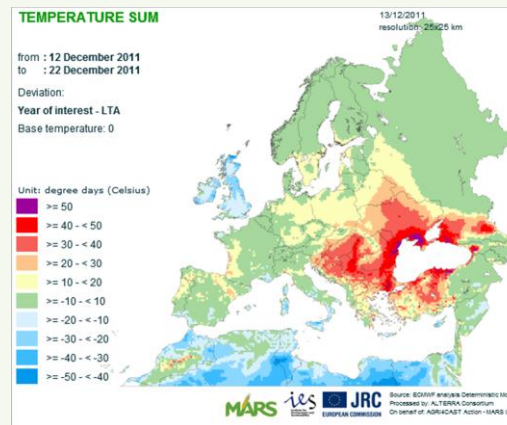 TEMPERATURE SUM
13/12/2011
resolution: 25x25 km
from : 12 December 2011
to : 22 December 2011
Deviation:
Year of interest - LTA
Base temperature: 0
Unit: degree days (Celsius)
>= 50
>= 40 - < 50
>= 30 - < 40
>= 20 - < 30
>= 10 - < 20
>= -10 - < 10
>= -20 - < -10
>= -30 - < -20
>= -40 - < -30
>= -50 - < -40
MARS
ies
JRC
EUROPEAN COMMISSION
Source: ECMWF analysis Deterministic Mo
Processed by: ALTERRA Consortium
On behalf of: AGRI4CAST Action - MARS U